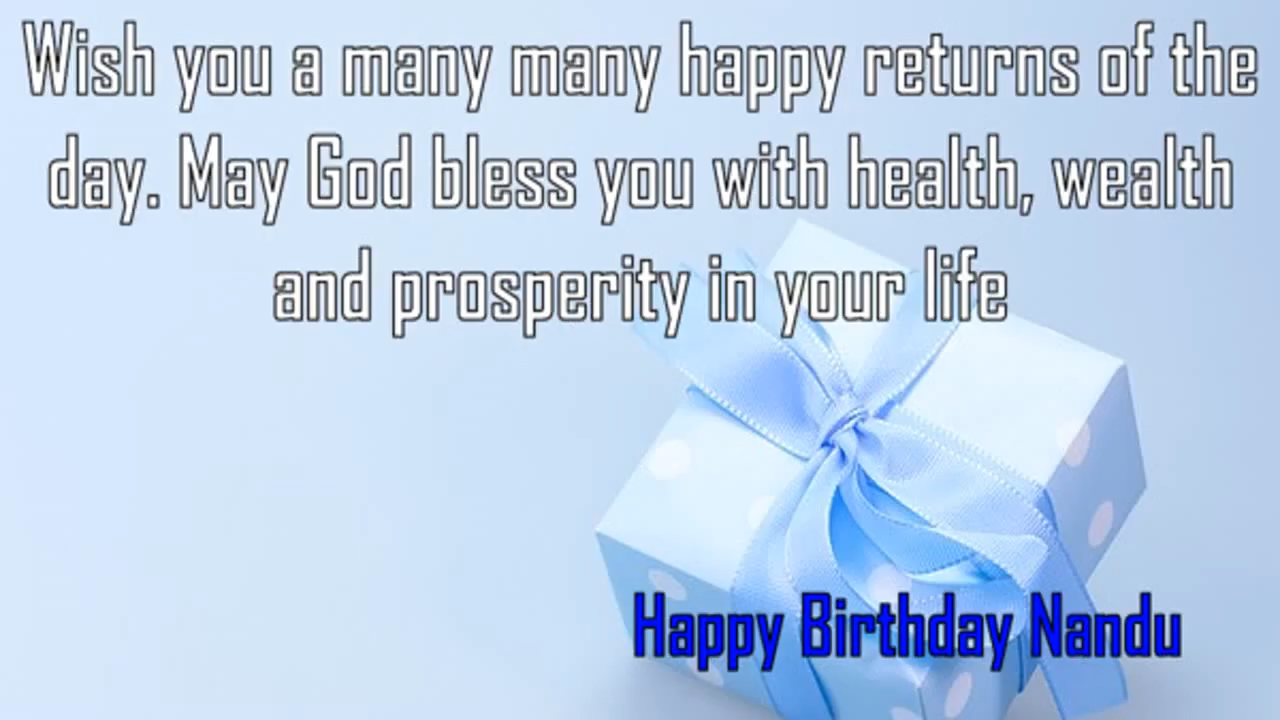 Wish you a many many happy returns of the
day. May God bless you with health, wealth
and prosperity in your life
Happy Birthday Nandu